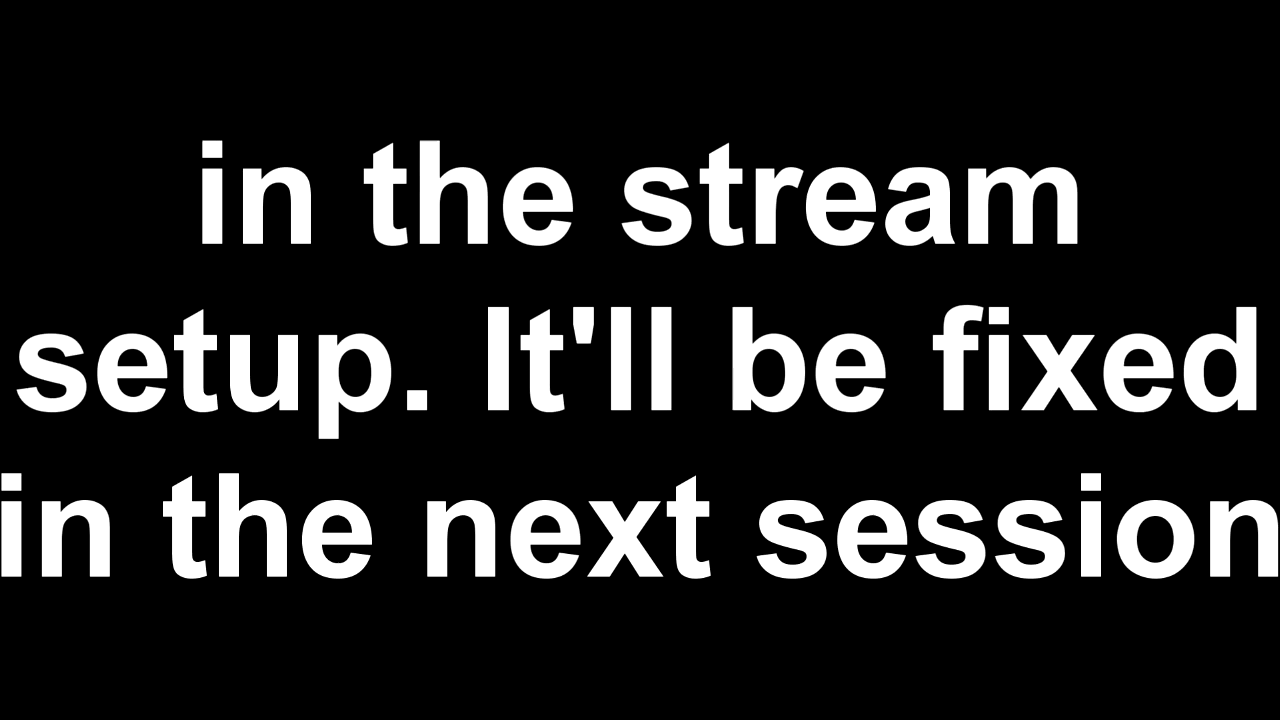 in the stream
setup. It'll be fixed
in the next session